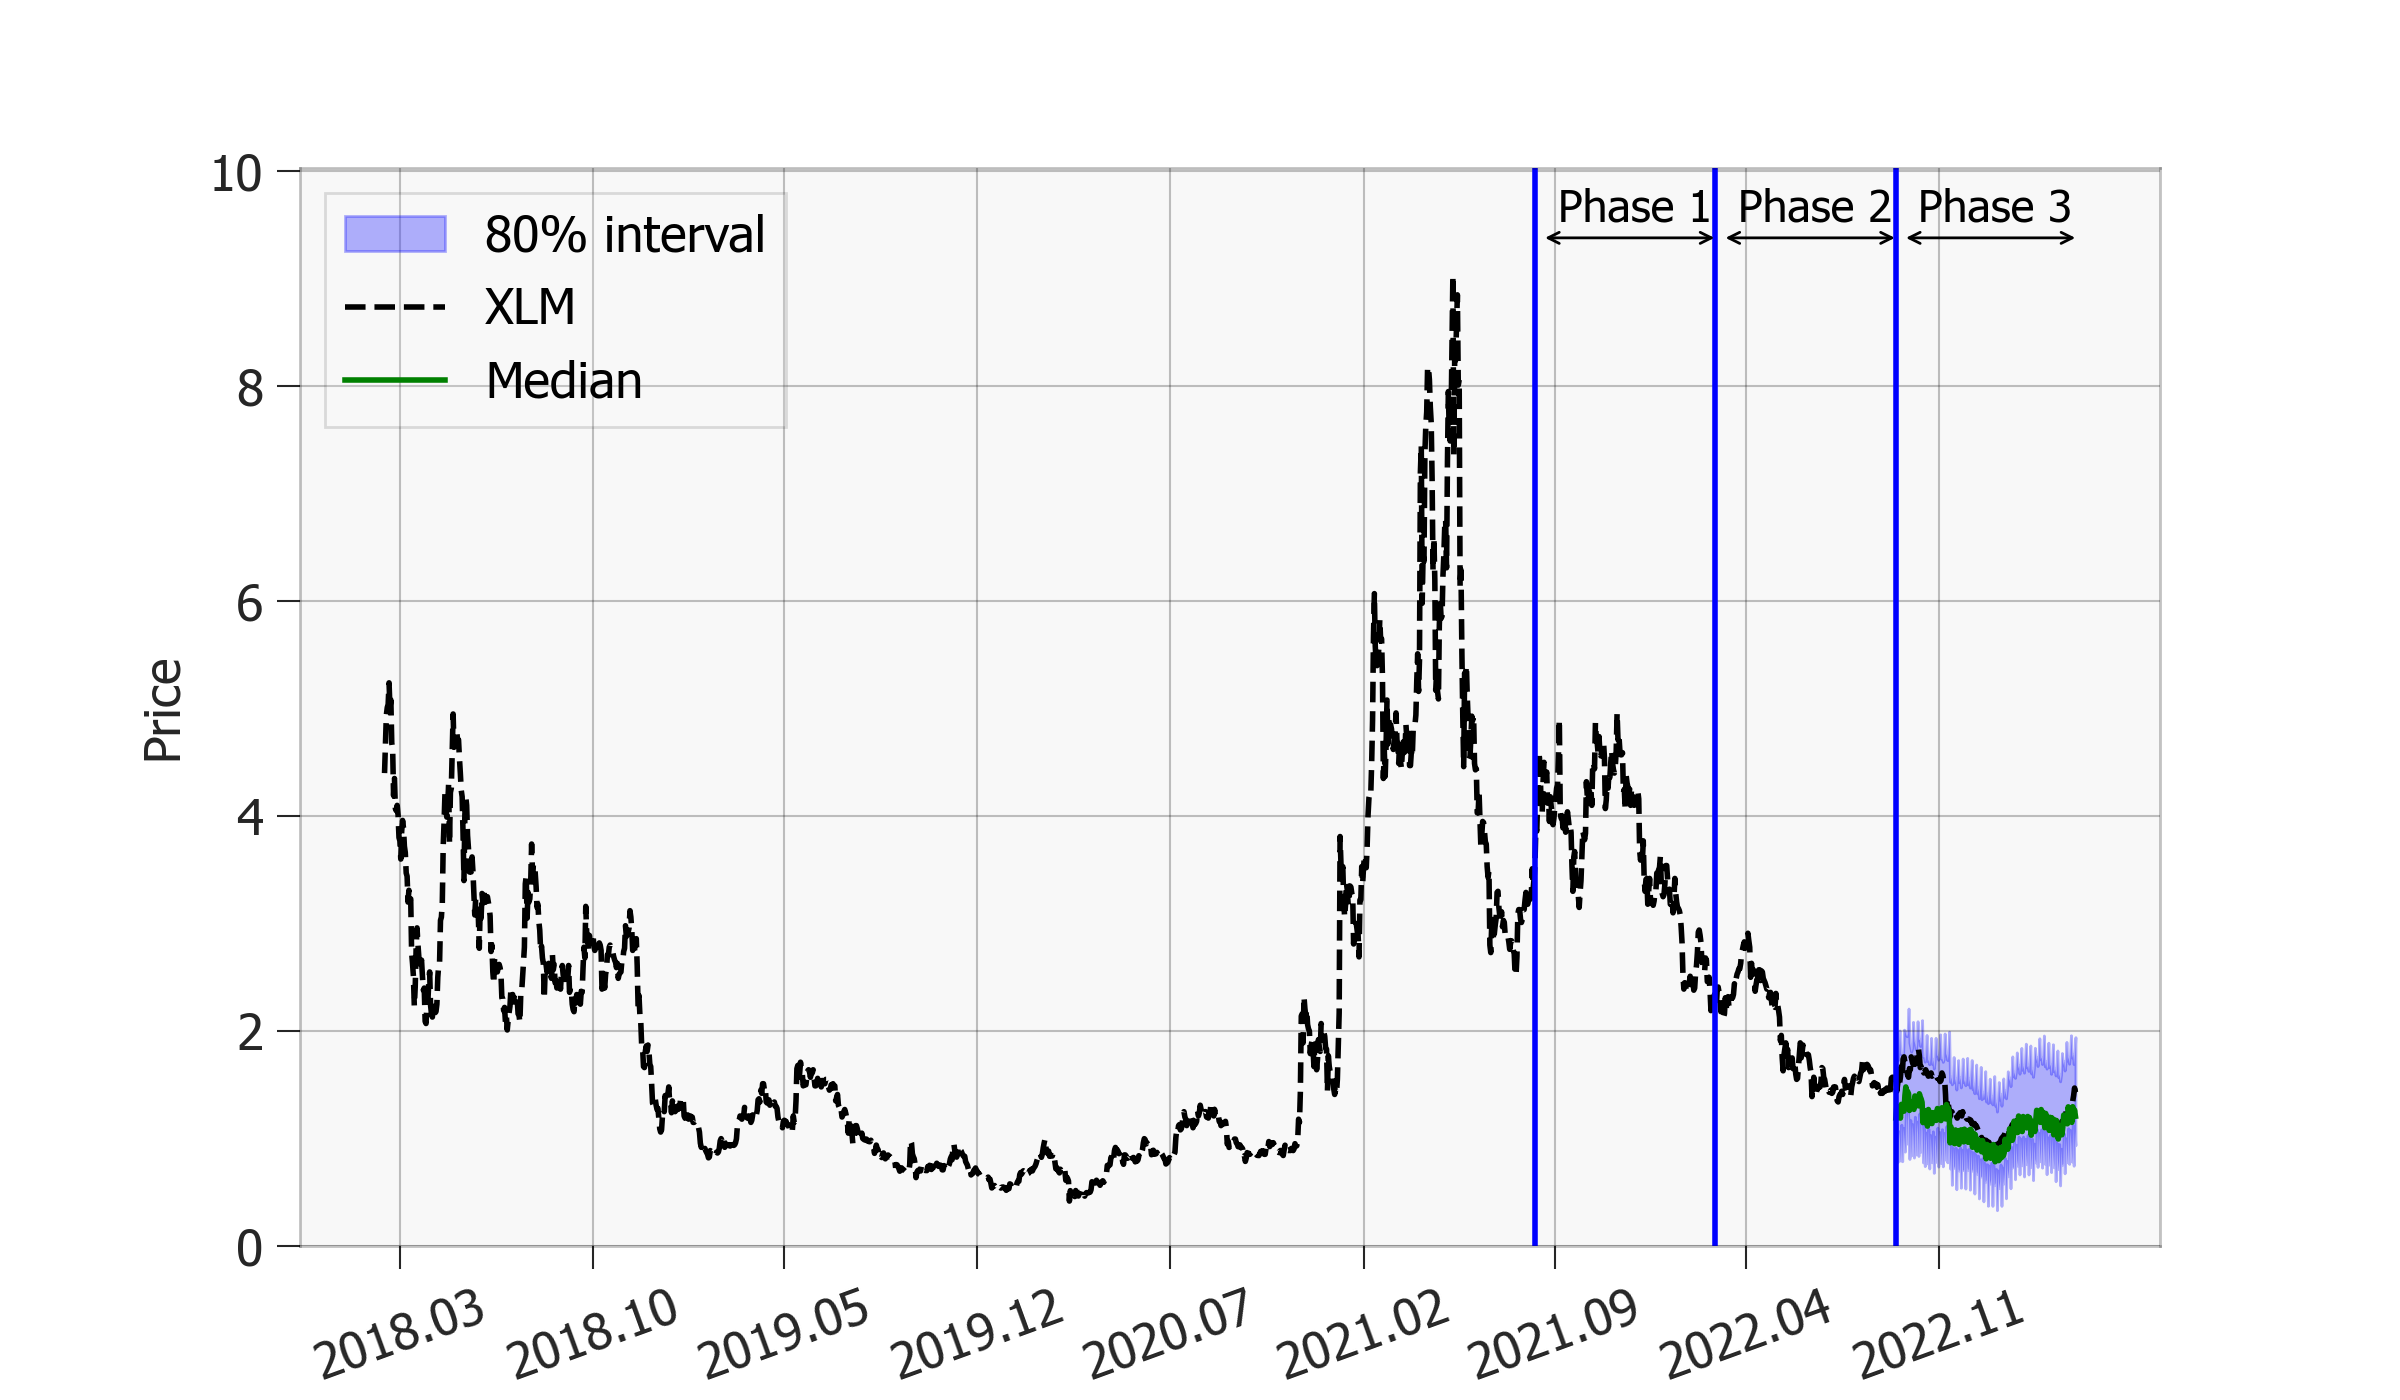 10
8
6
4
2
0
Price
80% interval
XLM
Median
Phase 1
Phase 2
Phase 3
2018.03
2018.10
2019.05
2019.12
2020.07
2021.02
2021.09
2022.04
2022.11